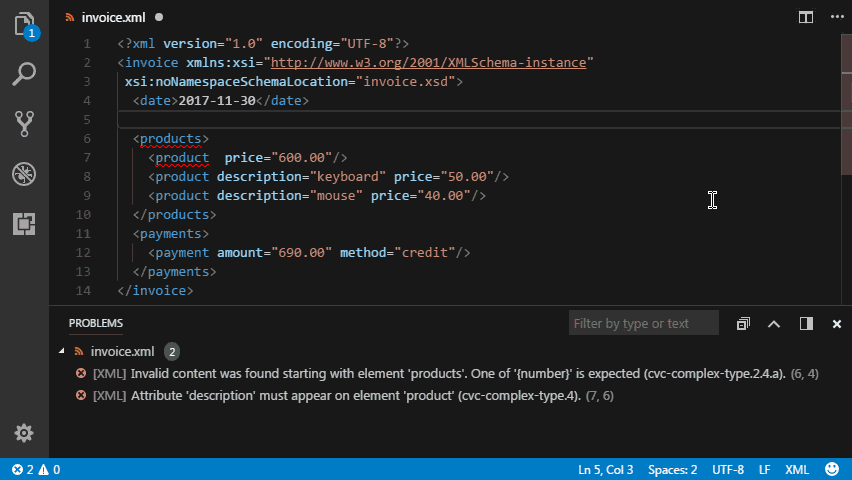 invoice.xml
1
1 <?xml version="1.0" encoding="UTF-8"?>
2 <invoice xmlns:xsi="http://www.w3.org/2001/XMLSchema-instance"
3 xsi:noNamespaceSchemaLocation="invoice.xsd">
4 <date>2017-11-30</date>
5
6 <products>
7 <product  price="600.00"/>
8 <product description="keyboard" price="50.00"/>
9 <product description="mouse" price="40.00"/>
10 </products>
11 <payments>
12 <payment amount="690.00" method="credit"/>
13 </payments>
14 </invoice>
PROBLEMS Filter by type or text
invoice.xml 2
[XML] Invalid content was found starting with element 'products'. One of '{number}' is expected (cvc-complex-type.2.4.a). (6, 4)
[XML] Attribute 'description' must appear on element 'product' (cvc-complex-type.4). (7, 6)
2 0 Ln 5, Col 3 Spaces: 2 UTF-8 LF XML